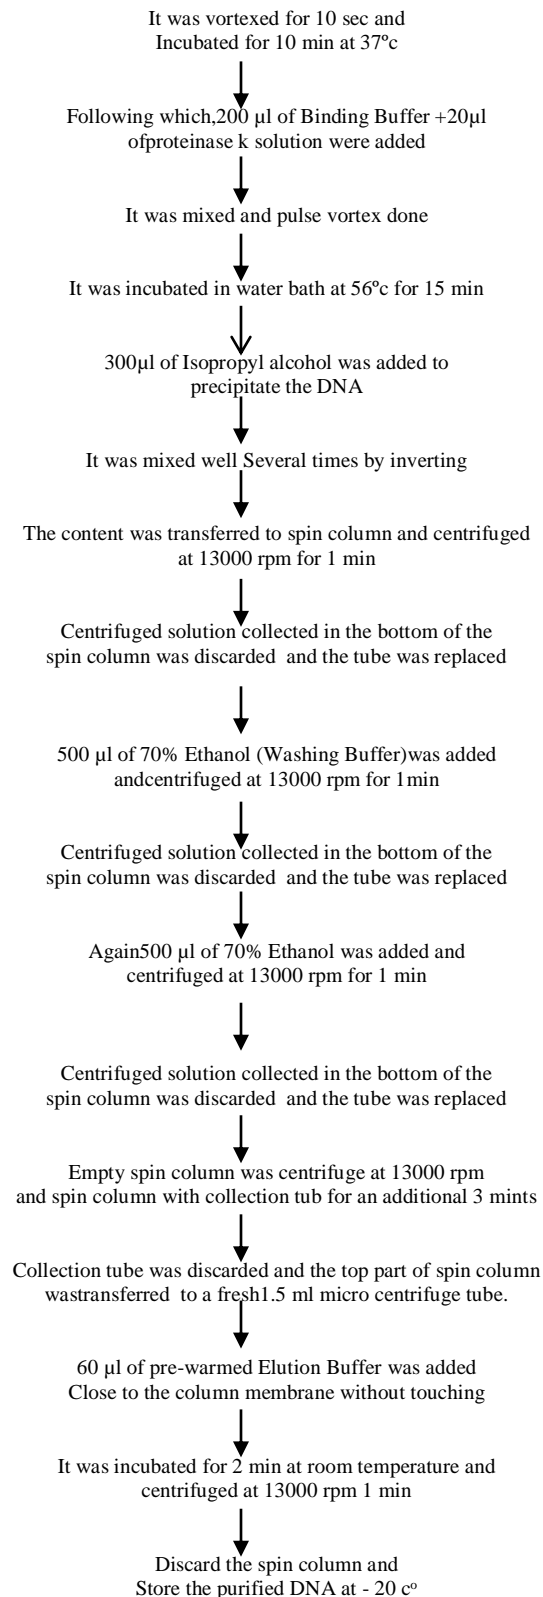 It was vortexed for 10 sec and
Incubated for 10 min at 37ºc
Following which,200 µl of Binding Buffer +20µl
ofproteinase k solution were added
It was mixed and pulse vortex done
It was incubated in water bath at 56ºc for 15 min
300µl of Isopropyl alcohol was added to
precipitate the DNA
It was mixed well Several times by inverting
The content was transferred to spin column and centrifuged
at 13000 rpm for 1 min
Centrifuged solution collected in the bottom of the
spin column was discarded and the tube was replaced
500 µl of 70% Ethanol (Washing Buffer)was added
andcentrifuged at 13000 rpm for 1min
Centrifuged solution collected in the bottom of the
spin column was discarded and the tube was replaced
Again500 µl of 70% Ethanol was added and
centrifuged at 13000 rpm for 1 min
Centrifuged solution collected in the bottom of the
spin column was discarded and the tube was replaced
Empty spin column was centrifuge at 13000 rpm
and spin column with collection tub for an additional 3 mints
Collection tube was discarded and the top part of spin column
wastransferred to a fresh1.5 ml micro centrifuge tube.
60 µl of pre-warmed Elution Buffer was added
Close to the column membrane without touching
It was incubated for 2 min at room temperature and
centrifuged at 13000 rpm 1 min
Discard the spin column and
Store the purified DNA at - 20 cº